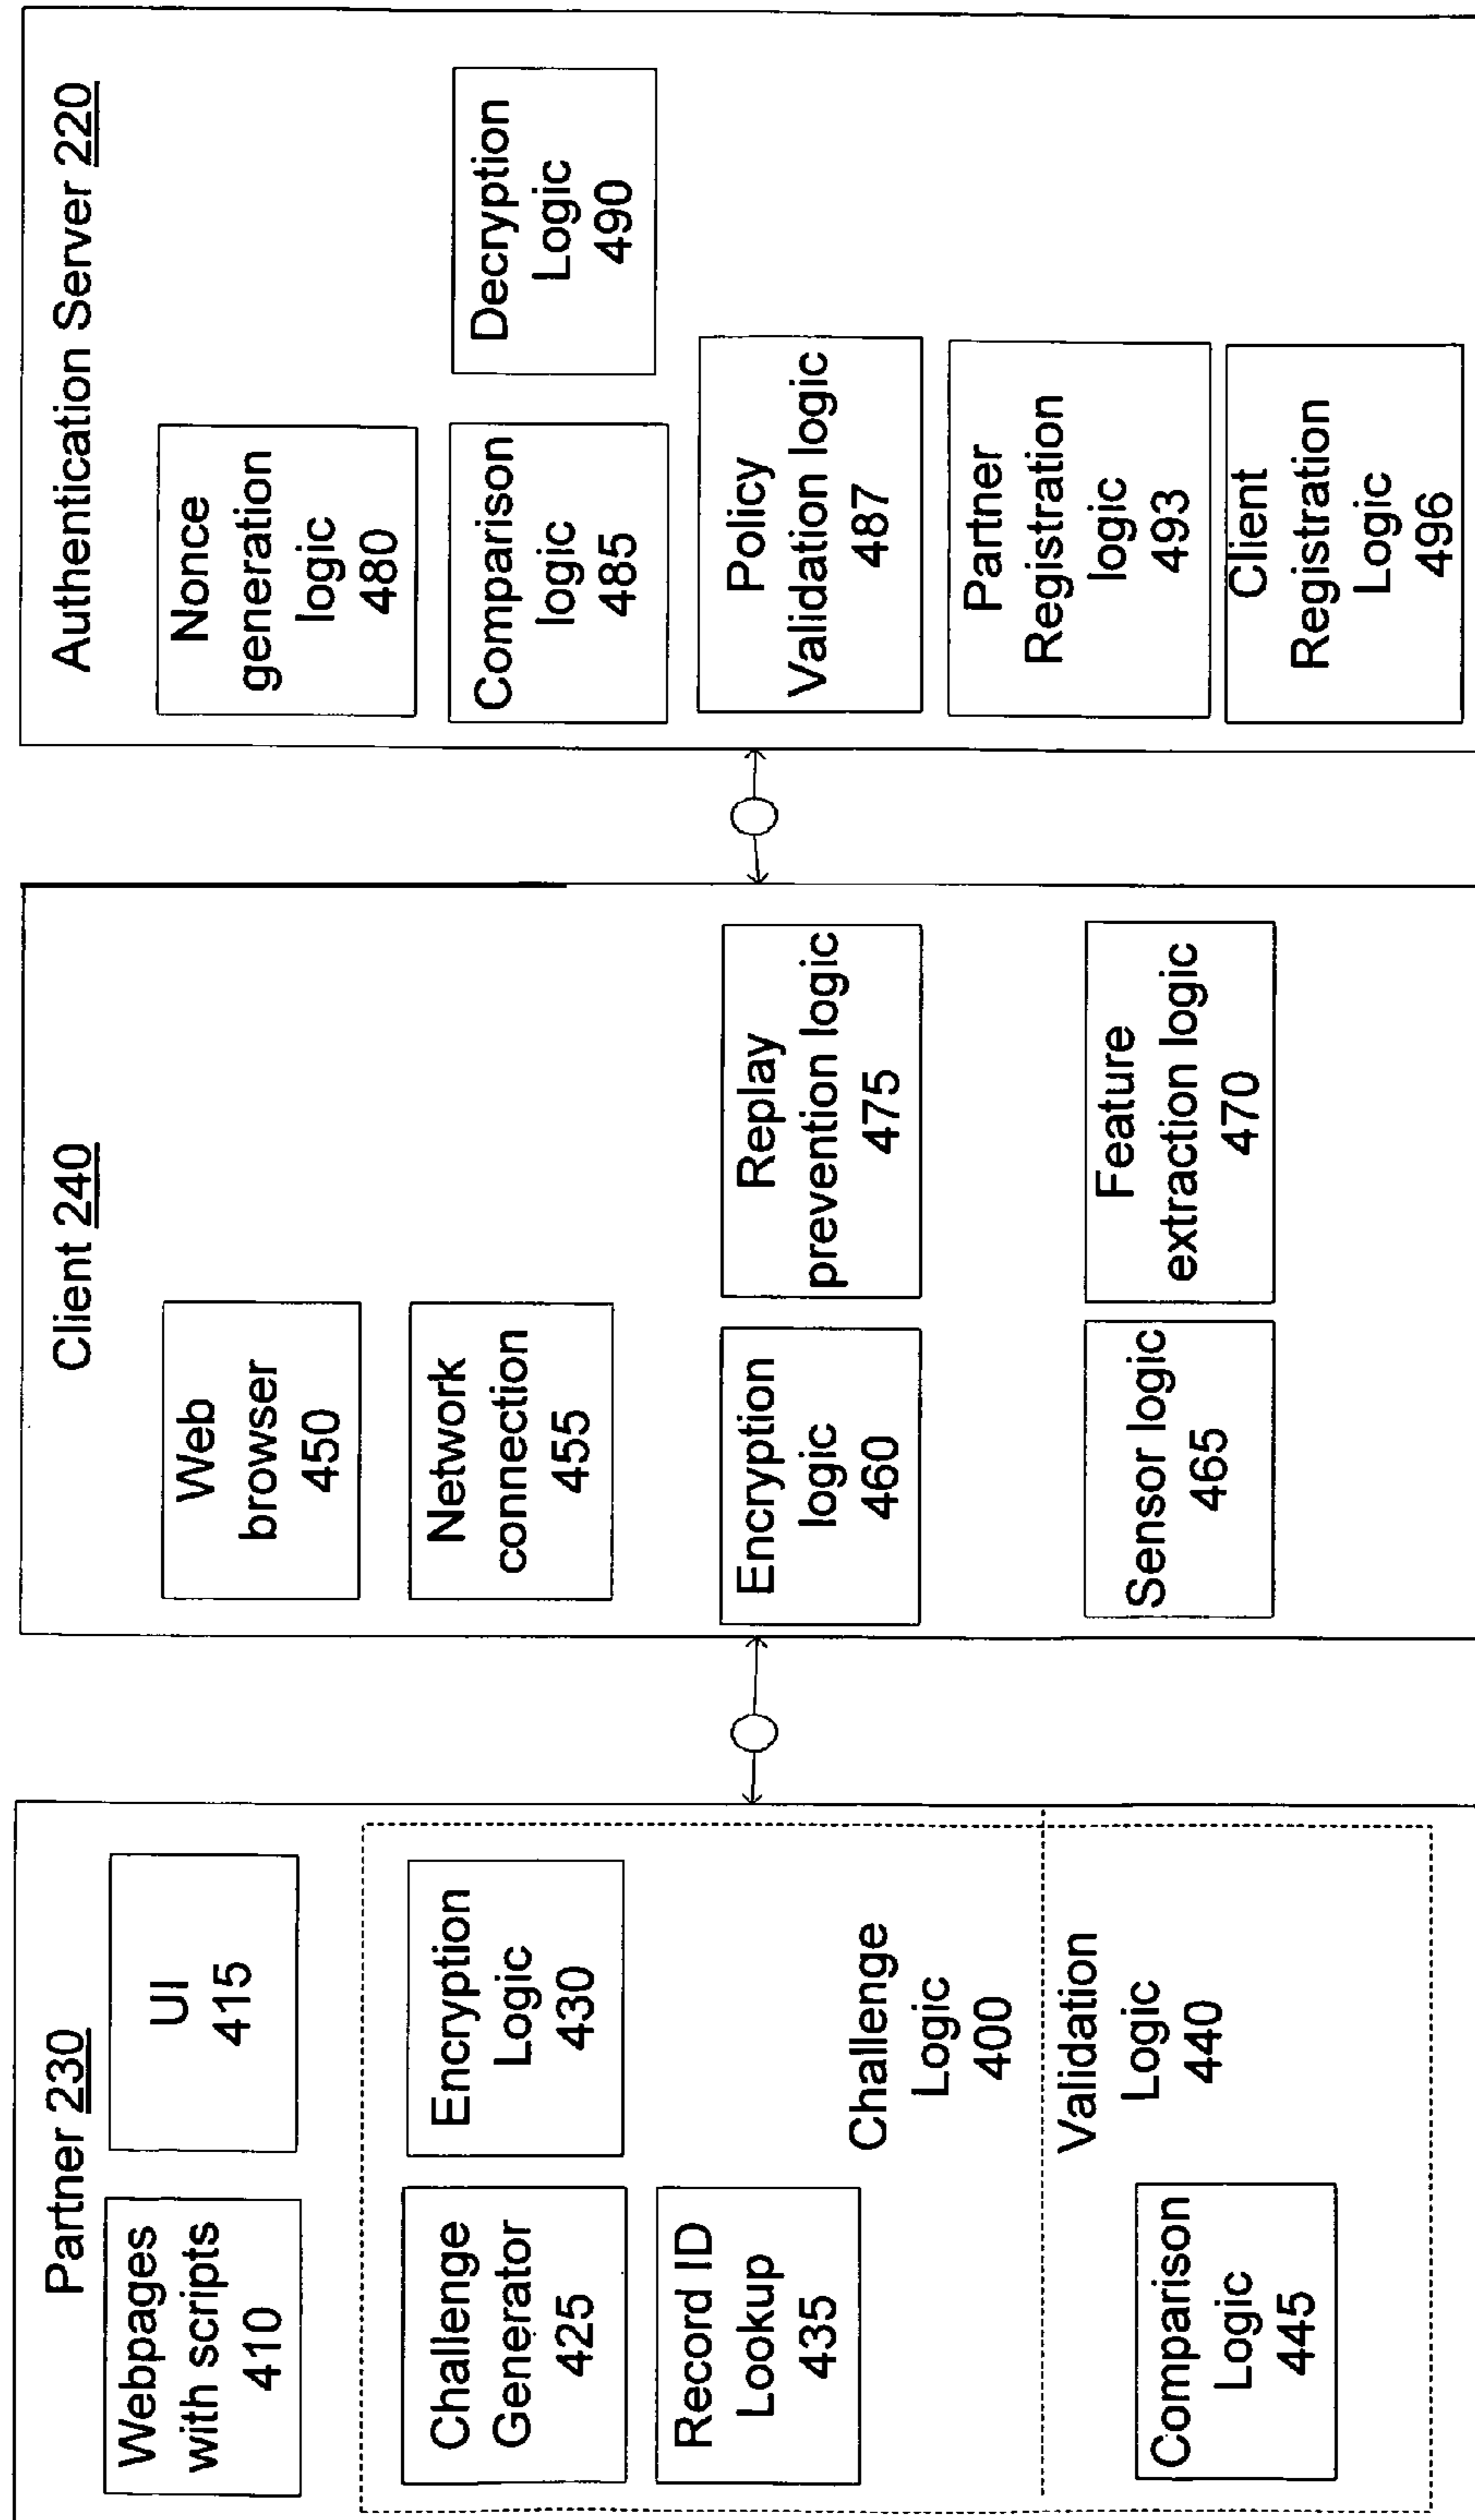 Partner 230
Webpages
with scripts
410
UI
415
Challenge
Generator
425
Encryption
Logic
430
Record ID
Lookup
435
Challenge
Logic
400
Validation
Logic
440
Comparison
Logic
445
Client 240
Web
browser
450
Network
connection
455
Encryption
logic
460
Replay
prevention logic
475
Sensor logic
465
Feature
extraction logic
470
Authentication Server 220
Nonce
generation
logic
480
Comparison
logic
485
Decryption
Logic
490
Policy
Validation logic
487
Partner
Registration
logic
493
Client
Registration
Logic
496